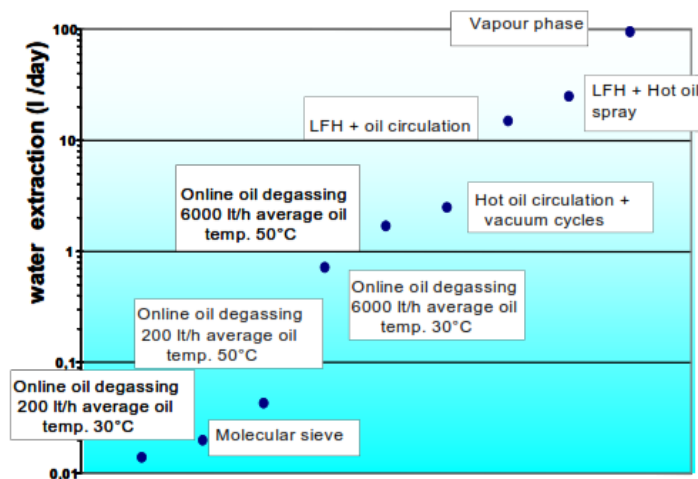 water extraction (l /day)
100
10
1
0,1
0.01
Vapour phase
LFH + Hot oil
spray
LFH + oil circulation
Online oil degassing
6000 lt/h average oil
temp. 50°C
Hot oil circulation +
vacuum cycles
Online oil degassing
6000 lt/h average oil
temp. 30°C
Online oil degassing
200 lt/h average oil
temp. 50°C
Online oil degassing
200 lt/h average oil
temp. 30°C
Molecular sieve